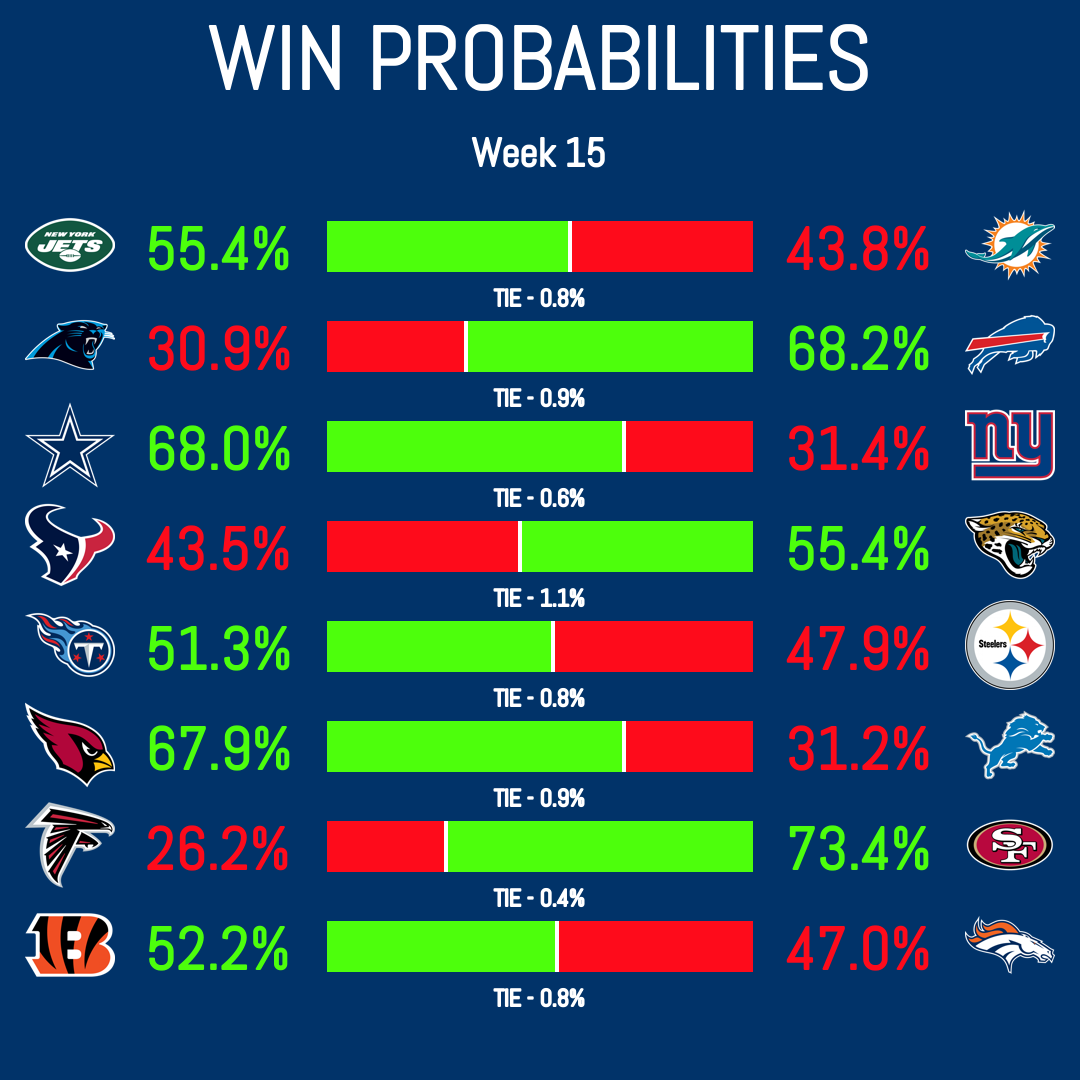 WIN PROBABILITIES
Week 15
NEW YORK
JETS
55.4% 43.8%
TIE - 0.8%
30.9% 68.2%
TIE - 0.9%
68.0% ny 31.4%
TIE - 0.6%
43.5% 55.4%
TIE - 1.1%
T 51.3% 47.9% Steelers
TIE - 0.8%
67.9% 31.2%
TIE - 0.9%
26.2% 73.4% SF
TIE - 0.4%
B 52.2% 47.0%
TIE - 0.8%